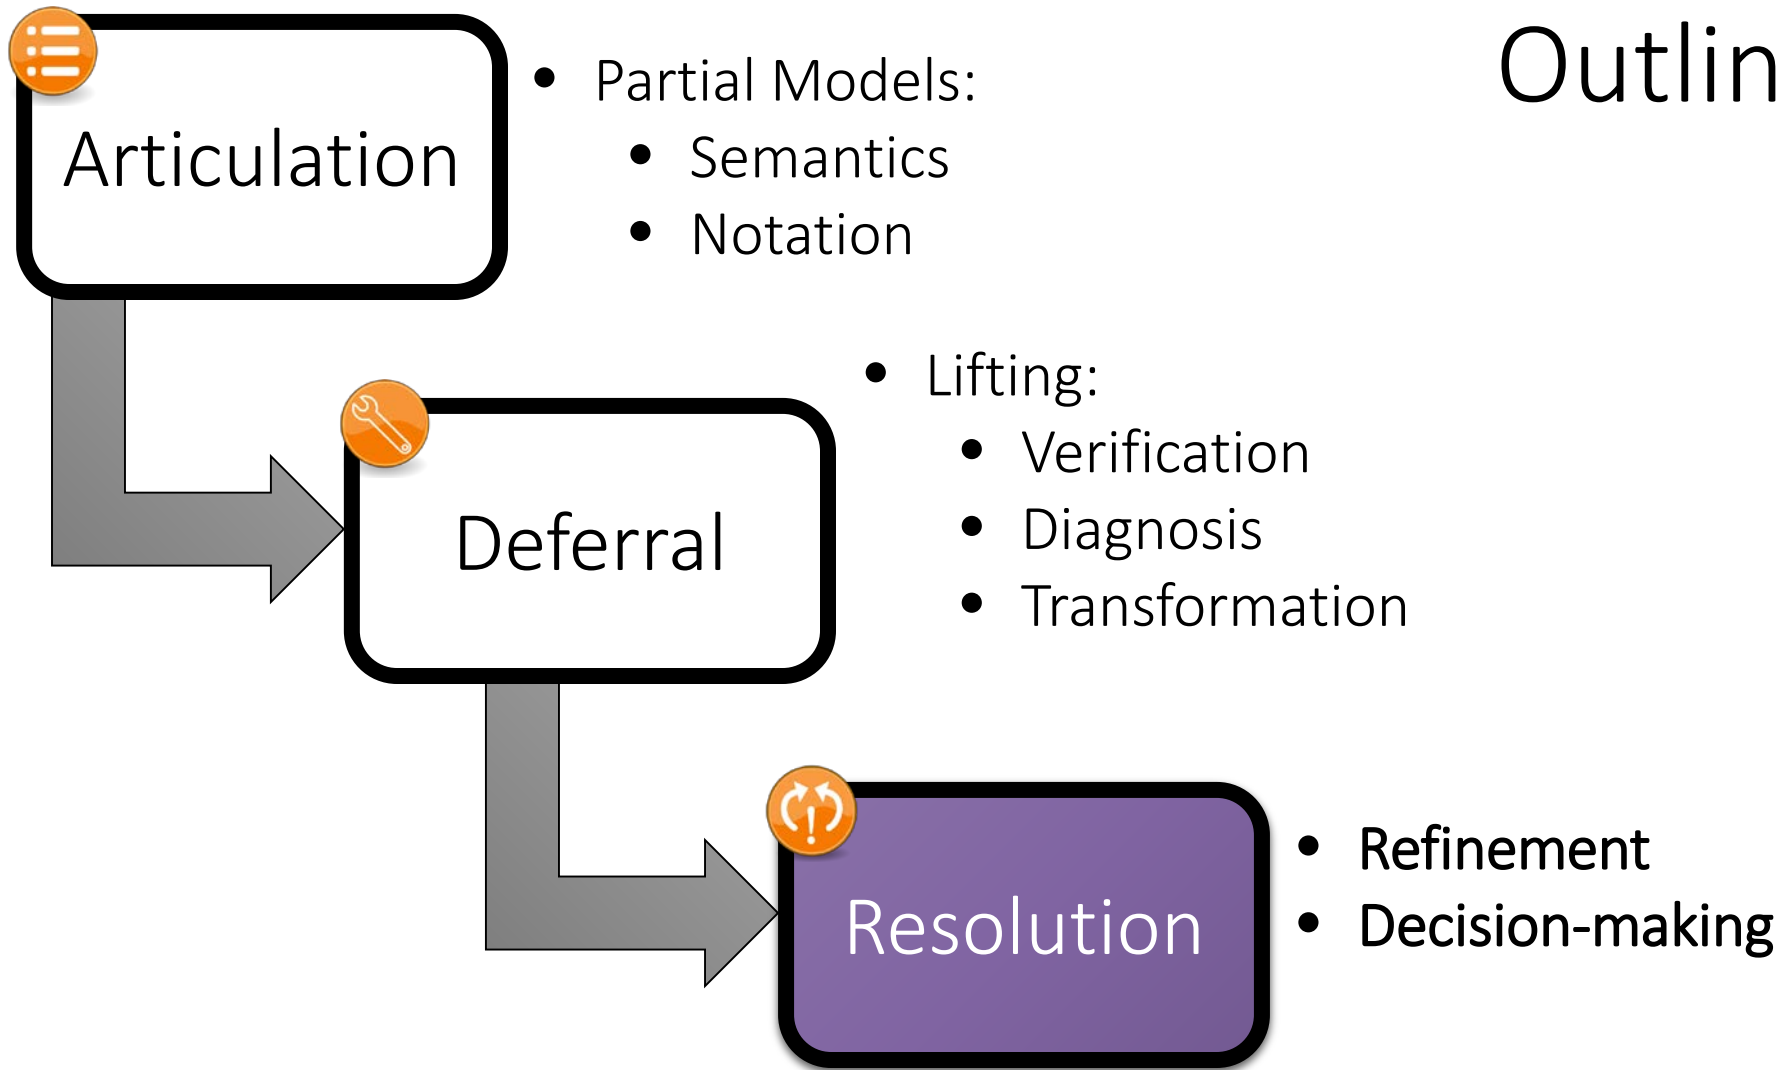 Outlin
Articulation
• Partial Models:
• Semantics
• Notation
Deferral
• Lifting:
• Verification
• Diagnosis
• Transformation
Resolution
• Refinement
• Decision-making